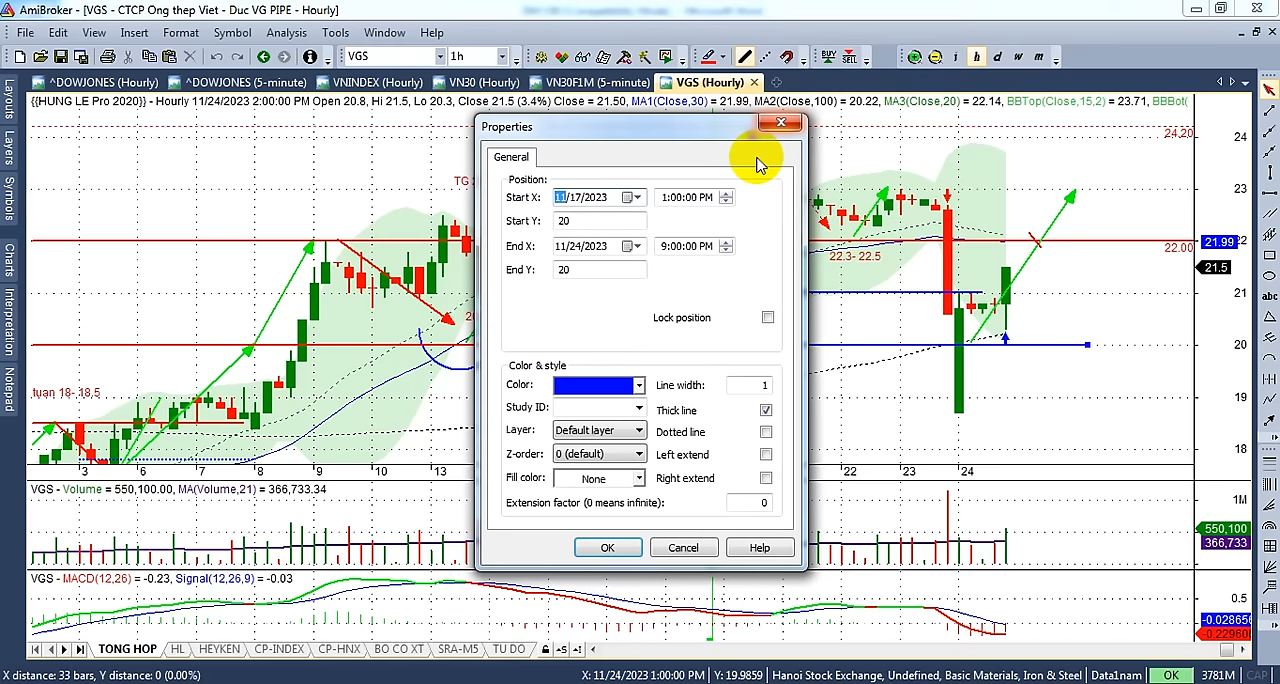 AmiBroker - [VGS - CTCP Ong thep Viet - Duc VG PIPE - Hourly]
File Edit View Insert Format Symbol Analysis Tools Window Help
VGS 1h BUY SELL i h d w m
^DOWJONES (Hourly) ^DOWJONES (5-minute) VNINDEX (Hourly) VN30 (Hourly) VN30F1M (5-minute) VGS (Hourly)
Layouts
Layers
Symbols
Charts
Interpretation
Notepad
{{HUNG LE Pro 2020}} - Hourly 11/24/2023 2:00:00 PM Open 20.8, Hi 21.5, Lo 20.3, Close 21.5 (3.4%) Close = 21.50, MA1(Close,30) = 21.99, MA2(Close,100) = 20.22, MA3(Close,20) = 22.14, BBTop(Close,15,2) = 23.71, BBBot(
24.20
24
23
22
22.00
21.99
21.5
21
20
19
18
TG
20
22.3- 22.5
tuan 18- 18.5
3 6 7 8 9 10 13 22 23 24
Properties
General
Position:
Start X: 11/17/2023 1:00:00 PM
Start Y: 20
End X: 11/24/2023 9:00:00 PM
End Y: 20
Lock position
Color & style
Color: Line width: 1
Study ID: Thick line
Layer: Default layer Dotted line
Z-order: 0 (default) Left extend
Fill color: None Right extend
Extension factor (0 means infinite): 0
OK Cancel Help
abc
VGS - Volume = 550,100.00, MA(Volume,21) = 366,733.34
1M
550,100
366,733
VGS - MACD(12,26) = -0.23, Signal(12,26,9) = -0.03
0.5
-0.028656
-0.22960
TONG HOP HL HEYKEN CP-INDEX CP-HNX BO CO XT SRA-M5 TU DO
X distance: 33 bars, Y distance: 0 (0.00%) X: 11/24/2023 1:00:00 PM Y: 19.9859 Hanoi Stock Exchange, Undefined, Basic Materials, Iron & Steel Data1nam OK 3781M CAP